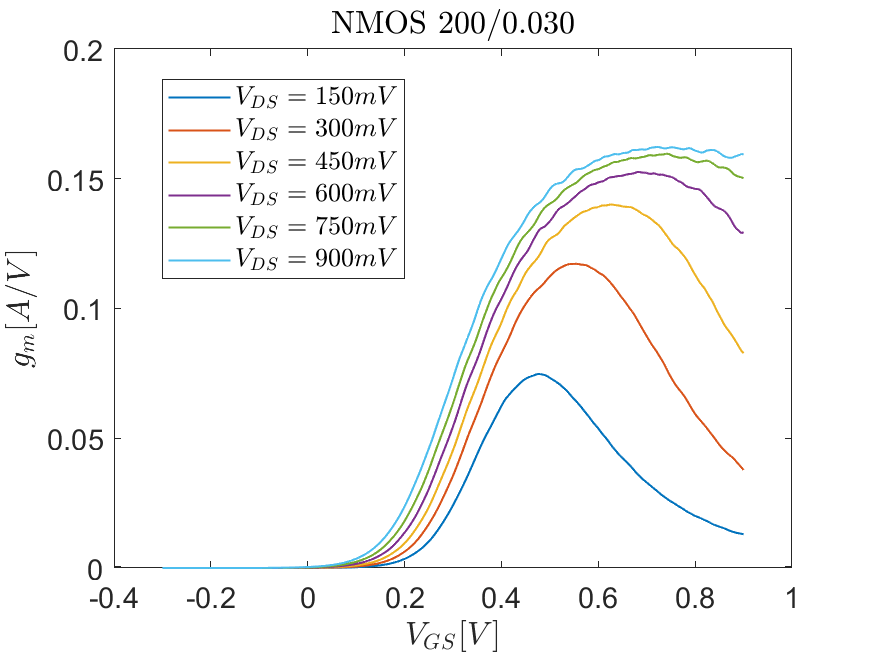 NMOS 200/0.030
0.2
0.15
0.1
0.05
0
g_m[A/V]
V_DS = 150mV
V_DS = 300mV
V_DS = 450mV
V_DS = 600mV
V_DS = 750mV
V_DS = 900mV
-0.4 -0.2 0 0.2 0.4 0.6 0.8 1
V_GS[V]